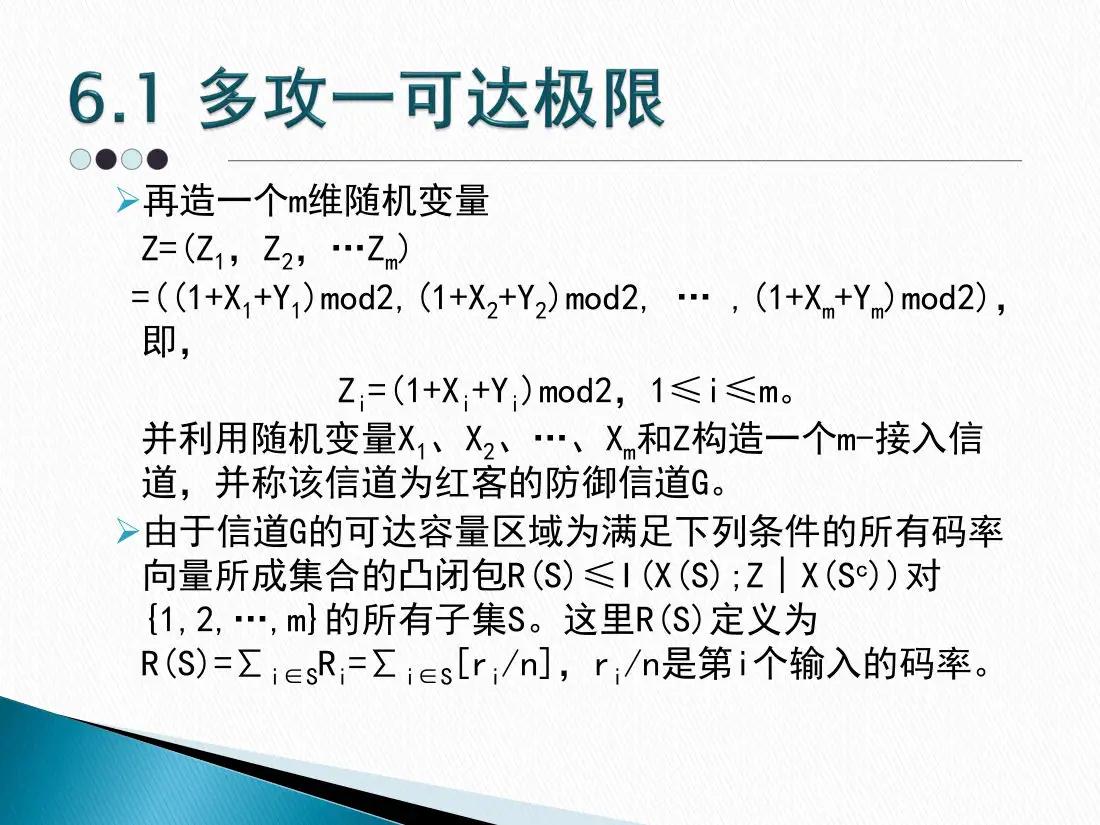 6.1 多攻一可达极限
再造一个m维随机变量
Z=(Z₁，Z₂，…Zₘ)
=((1+X₁+Y₁)mod2,(1+X₂+Y₂)mod2, … ,(1+Xₘ+Yₘ)mod2)，
即，
Zᵢ=(1+Xᵢ+Yᵢ)mod2，1≤i≤m。
并利用随机变量X₁、X₂、…、Xₘ和Z构造一个m-接入信
道，并称该信道为红客的防御信道G。
由于信道G的可达容量区域为满足下列条件的所有码率
向量所成集合的凸闭包R(S)≤I(X(S);Z│X(Sᶜ))对
{1,2,…,m}的所有子集S。这里R(S)定义为
R(S)=∑ᵢ∈SRᵢ=∑ᵢ∈S[rᵢ/n]，rᵢ/n是第i个输入的码率。